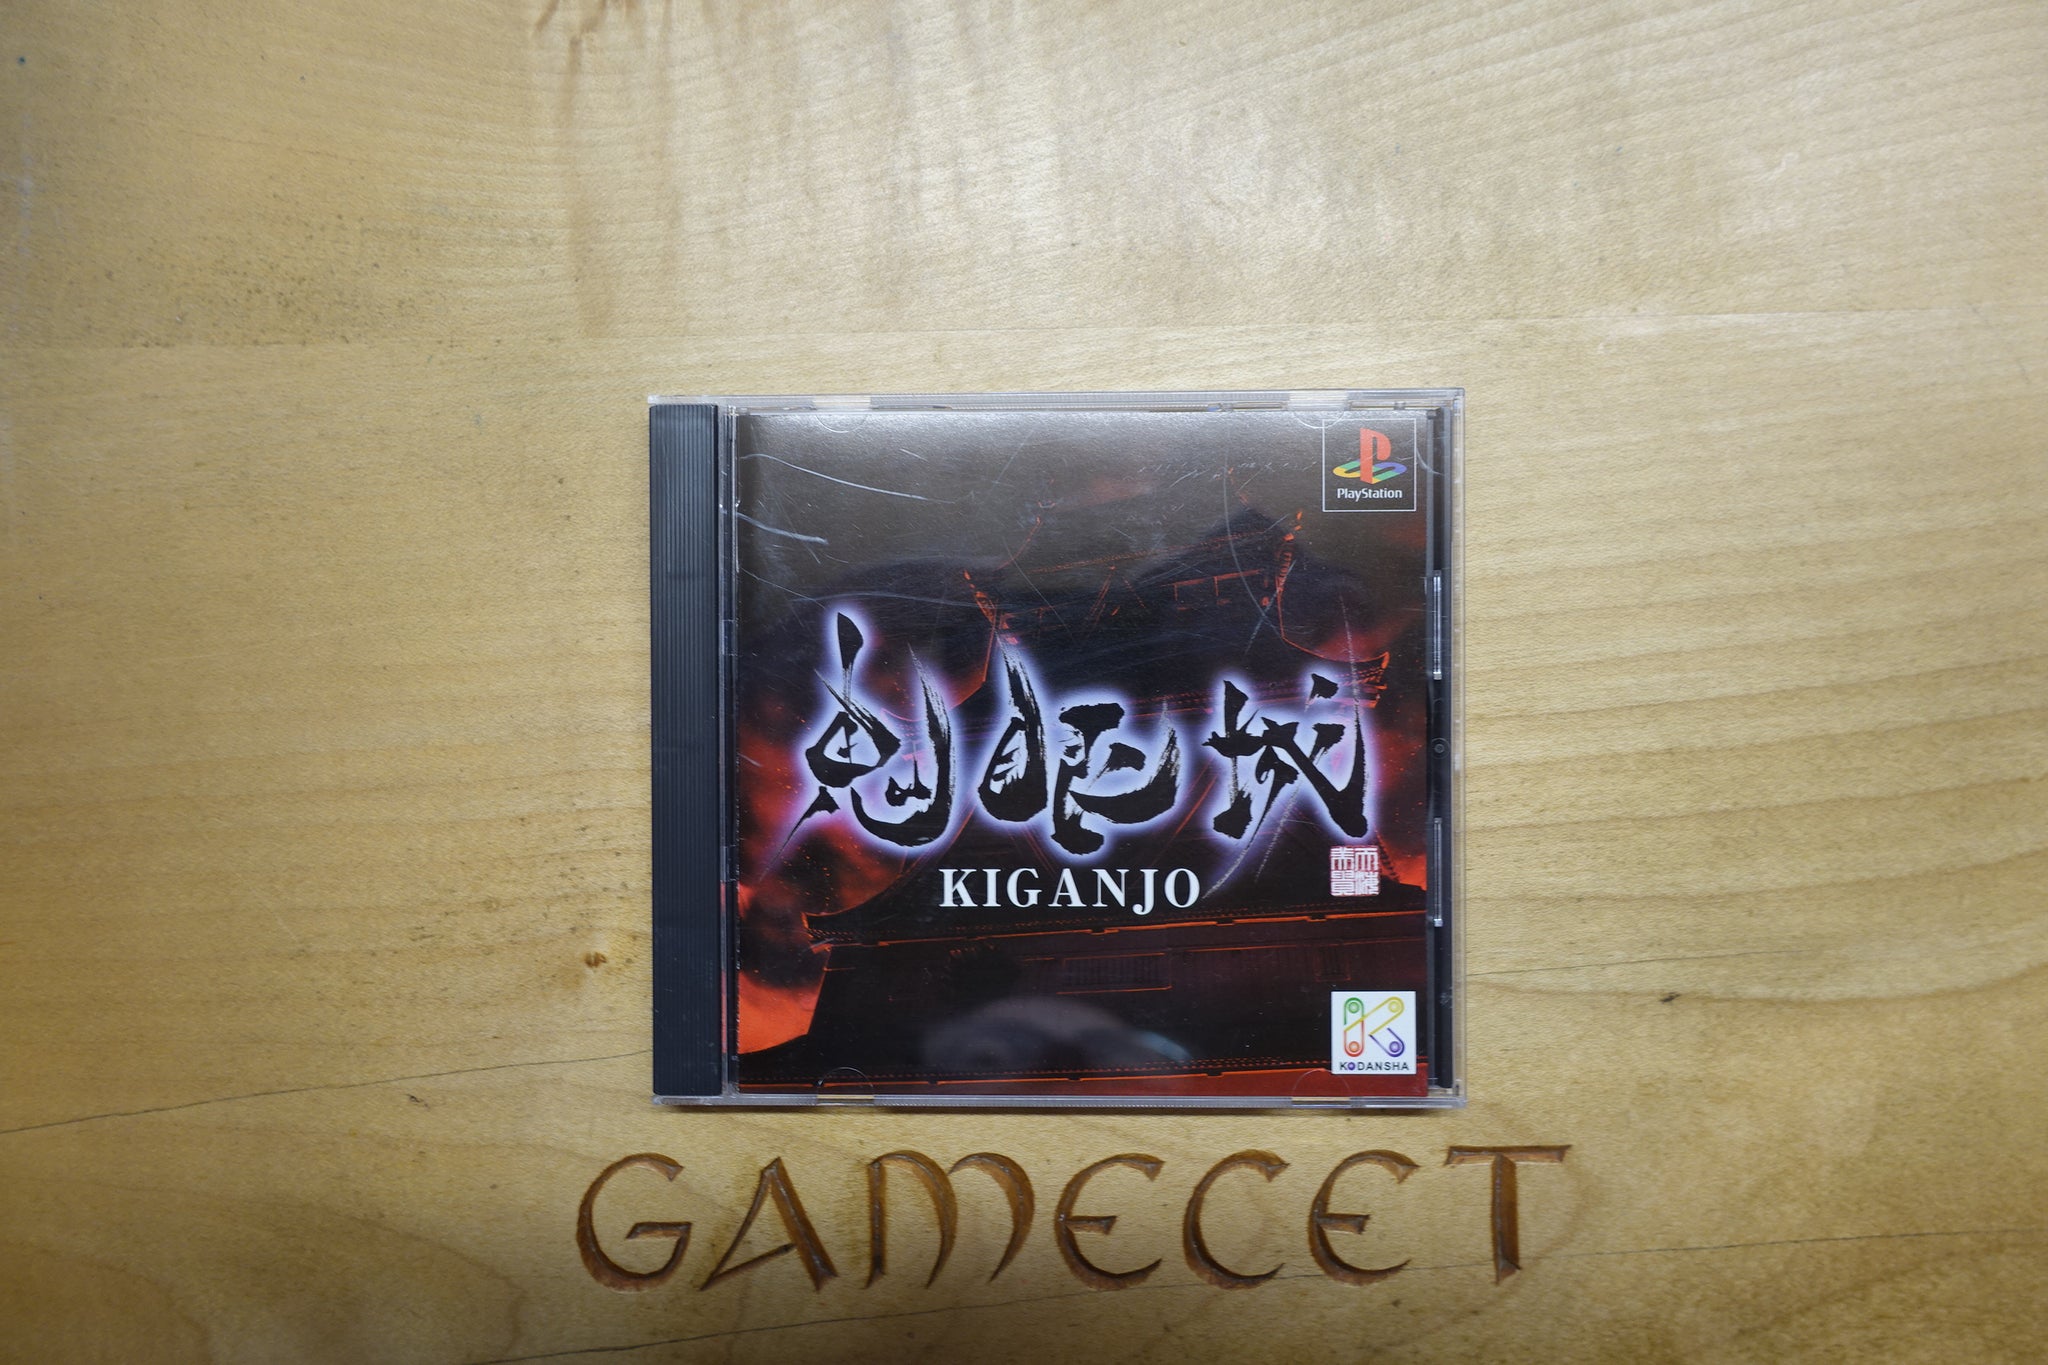 PlayStation
鬼眼城
KIGANJO
KODANSHA
GAMECET